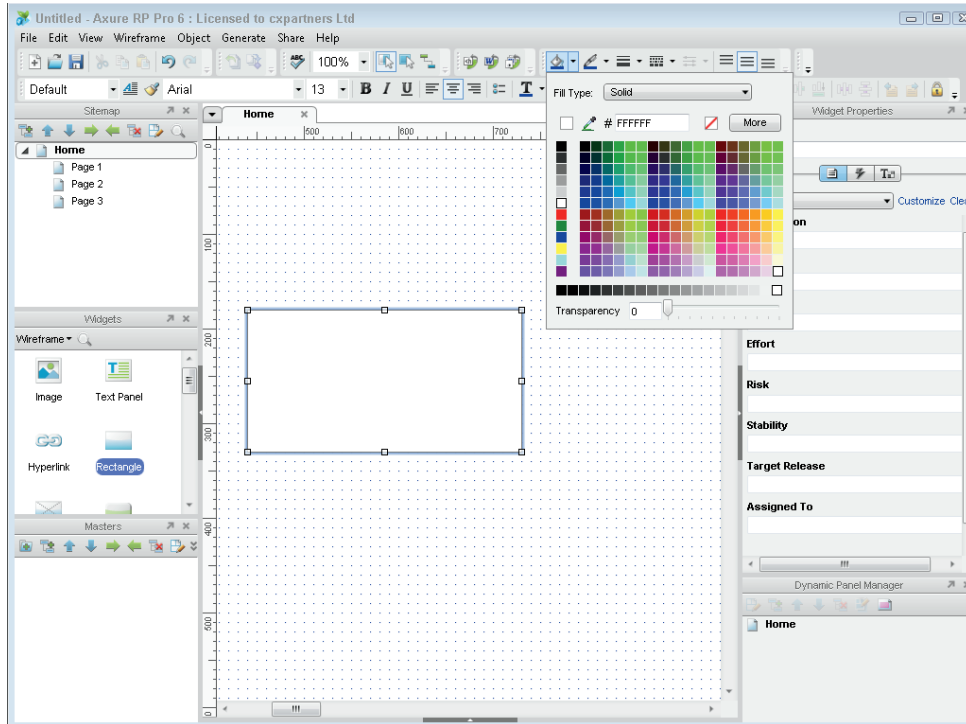 Untitled - Axure RP Pro 6 : Licensed to cxpartners Ltd
File Edit View Wireframe Object Generate Share Help
100%
Default Arial 13 B I U T
Sitemap
Home
Page 1
Page 2
Page 3
Widgets
Wireframe
Image Text Panel
Hyperlink Rectangle
Masters
Home
500 600 700
0
100
200
300
400
500
Fill Type: Solid
# FFFFFF More
Transparency 0
Widget Properties
Customize Clea
on
Effort
Risk
Stability
Target Release
Assigned To
Dynamic Panel Manager
Home